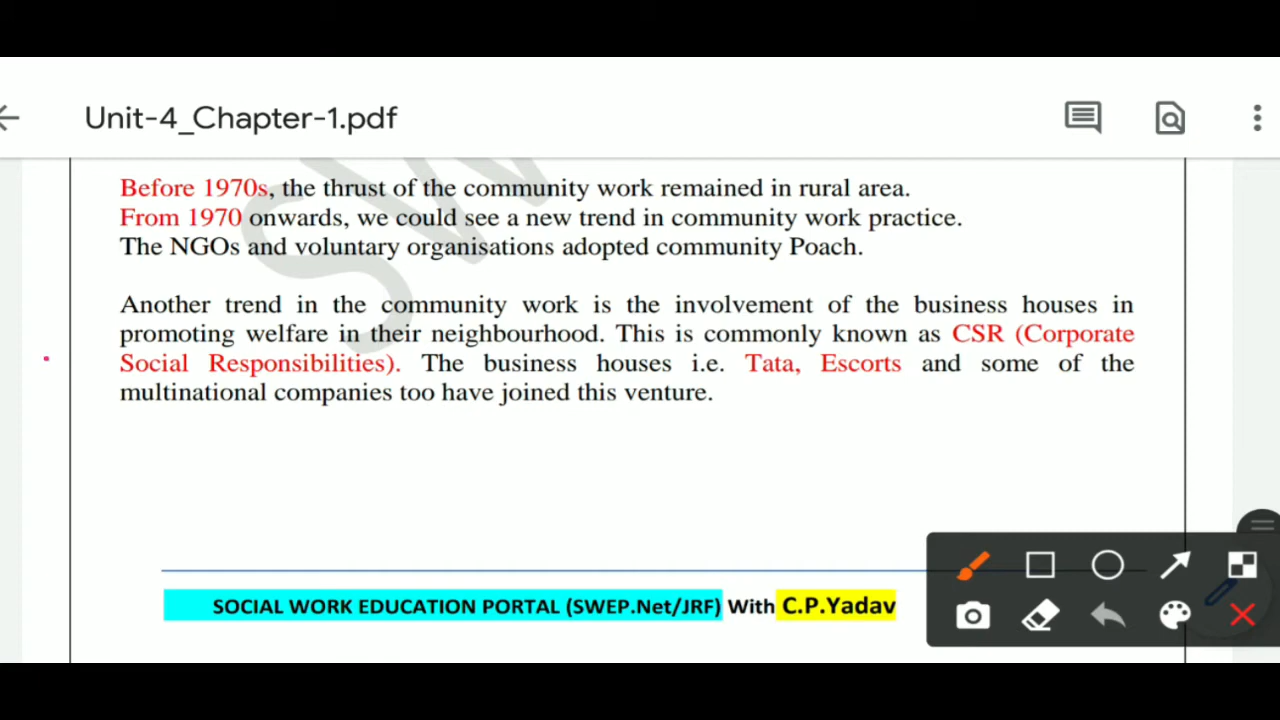 Unit-4_Chapter-1.pdf
Before 1970s, the thrust of the community work remained in rural area.
From 1970 onwards, we could see a new trend in community work practice.
The NGOs and voluntary organisations adopted community Poach.
Another trend in the community work is the involvement of the business houses in
promoting welfare in their neighbourhood. This is commonly known as CSR (Corporate
Social Responsibilities). The business houses i.e. Tata, Escorts and some of the
multinational companies too have joined this venture.
SOCIAL WORK EDUCATION PORTAL (SWEP.Net/JRF) With C.P.Yadav